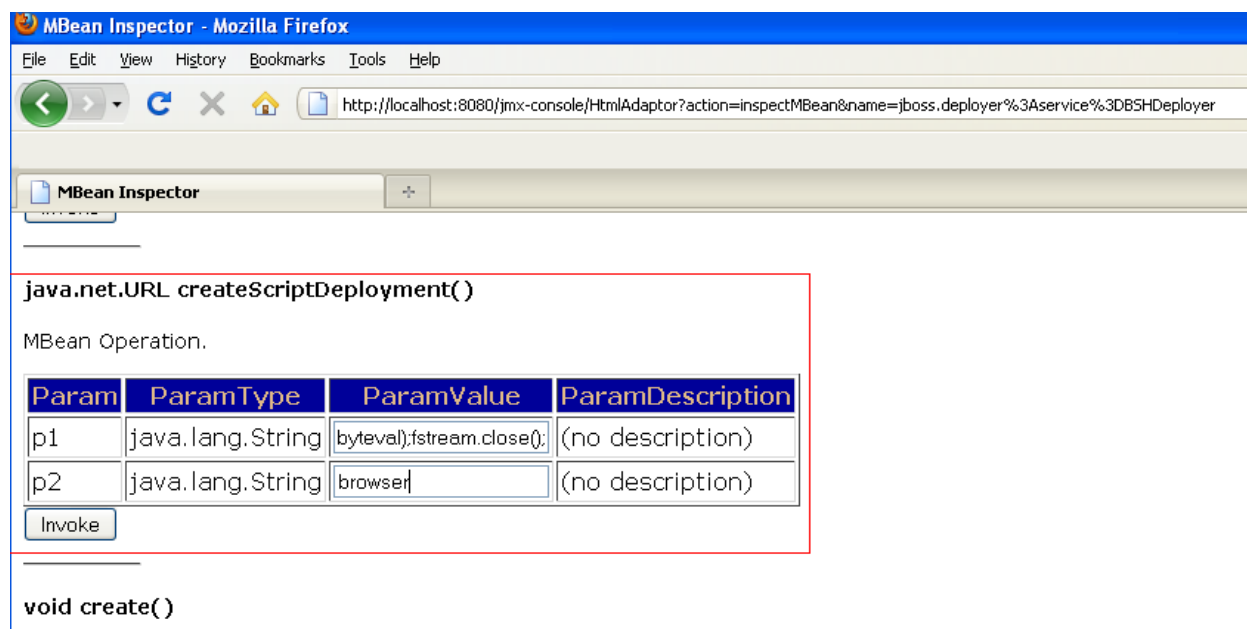 MBean Inspector - Mozilla Firefox
File Edit View History Bookmarks Tools Help
http://localhost:8080/jmx-console/HtmlAdaptor?action=inspectMBean&name=jboss.deployer%3Aservice%3DBSHDeployer
MBean Inspector
java.net.URL createScriptDeployment()
MBean Operation.
Param ParamType ParamValue ParamDescription
p1 java.lang.String byteval);fstream.close(); (no description)
p2 java.lang.String browser (no description)
Invoke
void create()